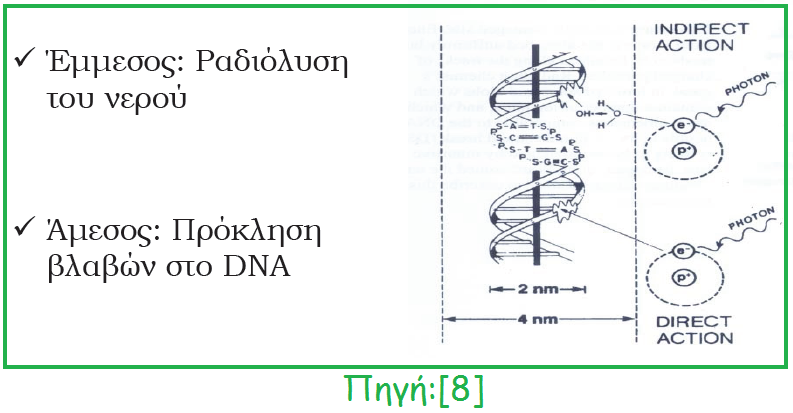 ✓ Έμμεσος: Ραδιόλυση
του νερού
✓ Άμεσος: Πρόκληση
βλαβών στο DNA
INDIRECT
ACTION
PHOTON
e-
p+
H
OH
O
H
S-A=T-S
P
S-C≡G-S
P
S-T=A-S
P
S-G≡C-S
P
PHOTON
e-
p+
2 nm
4 nm
DIRECT
ACTION
Πηγή:[8]